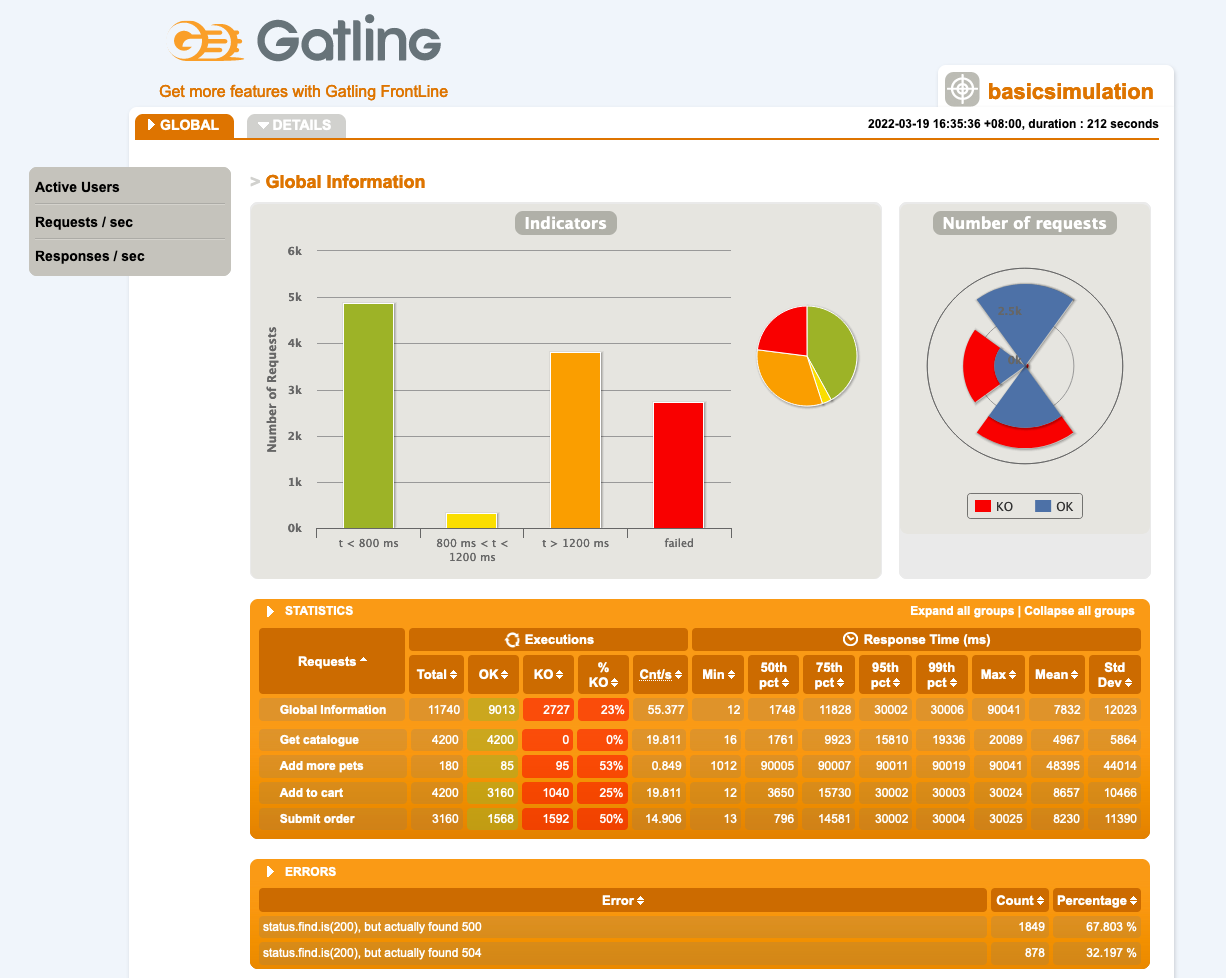 Gatling
Get more features with Gatling FrontLine
basicsimulation
GLOBAL
DETAILS
2022-03-19 16:35:36 +08:00, duration : 212 seconds
Active Users
Requests / sec
Responses / sec
> Global Information
Indicators
Number of Requests
6k
5k
4k
3k
2k
1k
0k
t < 800 ms
800 ms < t <
1200 ms
t > 1200 ms
failed
Number of requests
KO
OK
STATISTICS
Expand all groups | Collapse all groups
Requests
Executions
Response Time (ms)
Total
OK
KO
%
KO
Cnt/s
Min
50th
pct
75th
pct
95th
pct
99th
pct
Max
Mean
Std
Dev
Global Information 11740 9013 2727 23% 55.377 12 1748 11828 30002 30006 90041 7832 12023
Get catalogue 4200 4200 0 0% 19.811 16 1761 9923 15810 19336 20089 4967 5864
Add more pets 180 85 95 53% 0.849 1012 90005 90007 90011 90019 90041 48395 44014
Add to cart 4200 3160 1040 25% 19.811 12 3650 15730 30002 30003 30024 8657 10466
Submit order 3160 1568 1592 50% 14.906 13 796 14581 30002 30004 30025 8230 11390
ERRORS
Error Count Percentage
status.find.is(200), but actually found 500 1849 67.803 %
status.find.is(200), but actually found 504 878 32.197 %